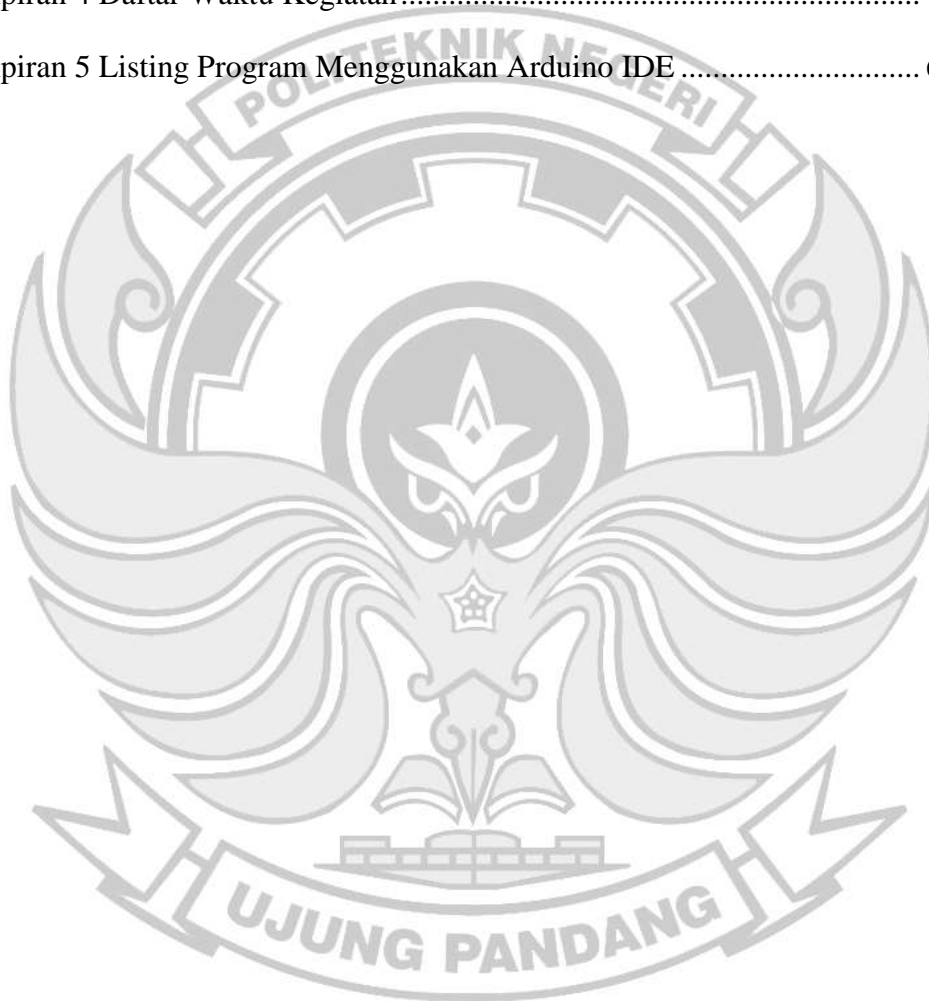 piran 4 Daftar Waktu Kegiatan
piran 5 Listing Program Menggunakan Arduino IDE
POLITEKNIK NEGERI
UJUNG PANDANG